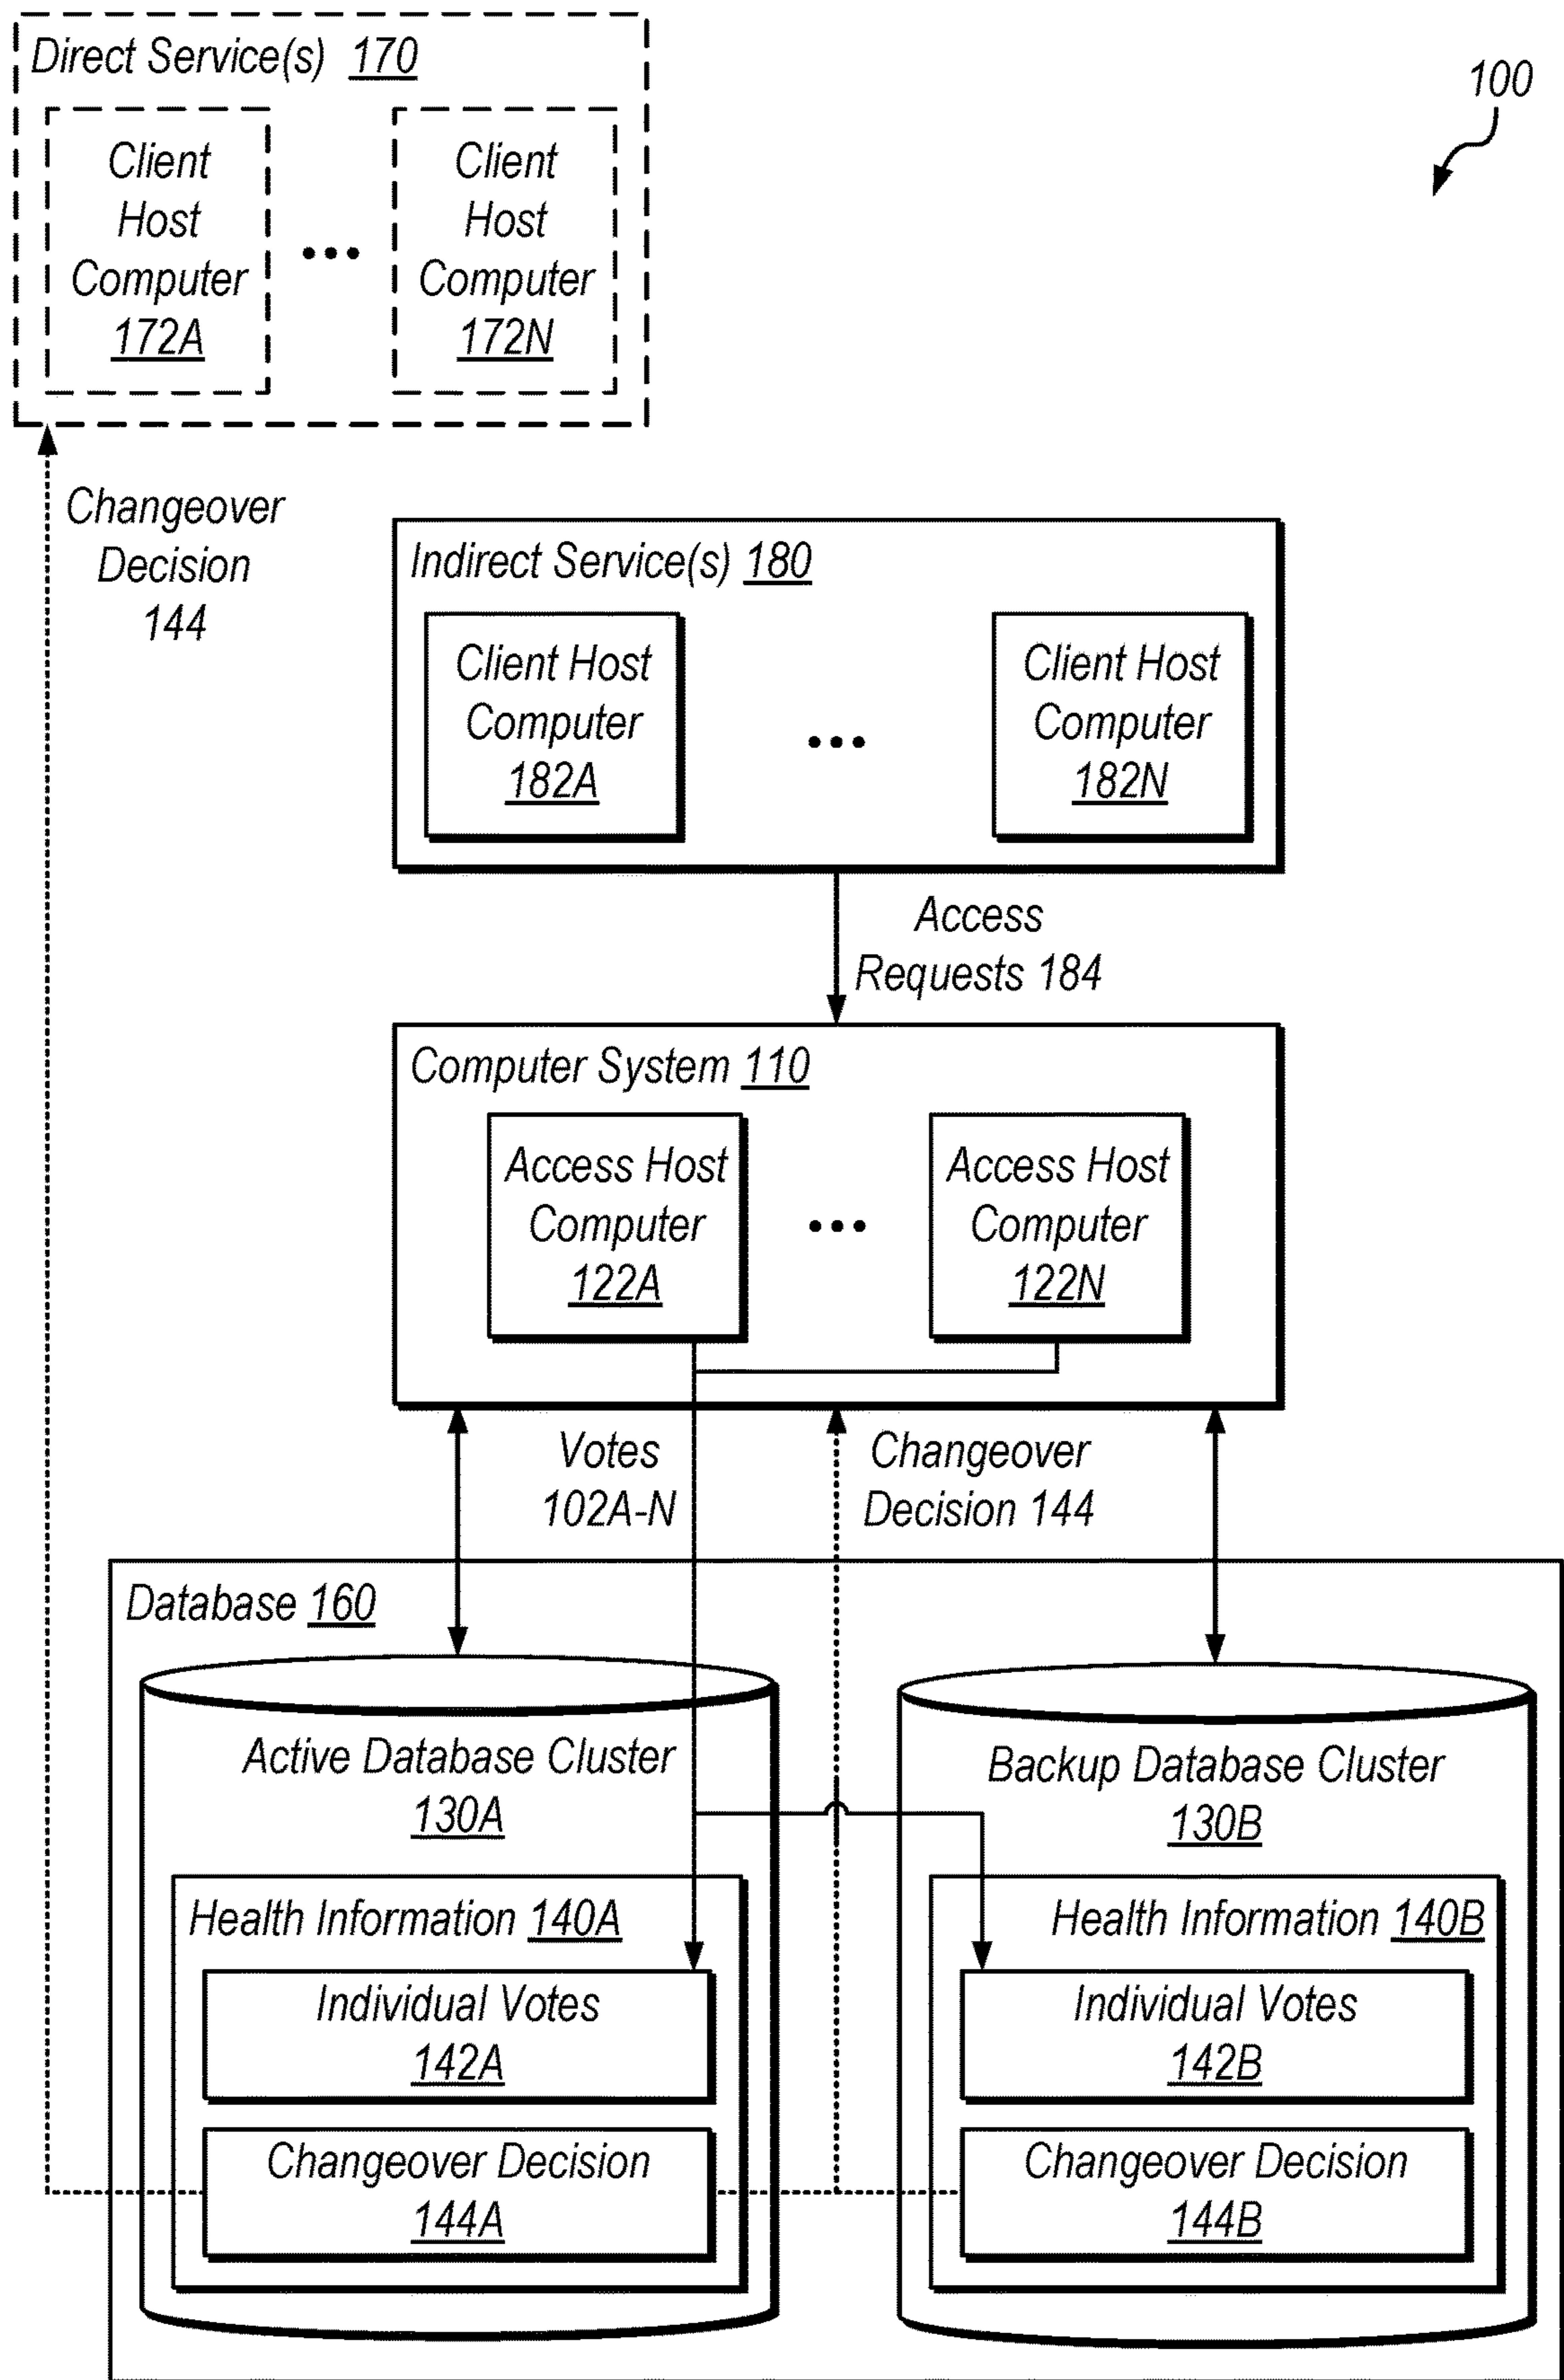 Direct Service(s) 170
100
Client
Host
Computer
172A
...
Client
Host
Computer
172N
Changeover
Decision
144
Indirect Service(s) 180
Client Host
Computer
182A
...
Client Host
Computer
182N
Access
Requests 184
Computer System 110
Access Host
Computer
122A
...
Access Host
Computer
122N
Votes
102A-N
Changeover
Decision 144
Database 160
Active Database Cluster
130A
Health Information 140A
Individual Votes
142A
Changeover Decision
144A
Backup Database Cluster
130B
Health Information 140B
Individual Votes
142B
Changeover Decision
144B